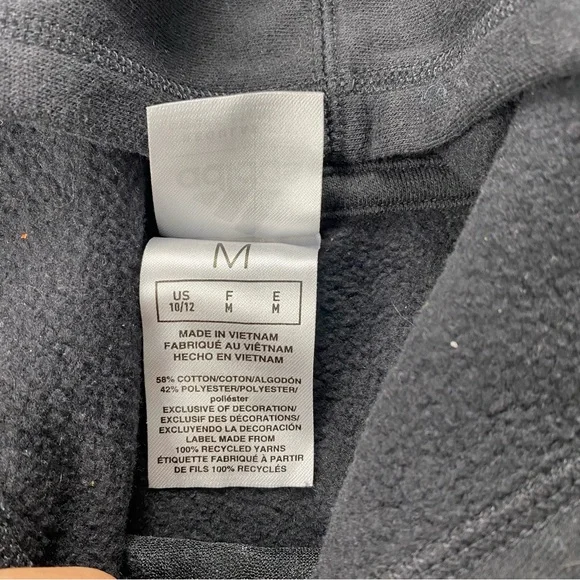 M
US F E
10/12 M M
MADE IN VIETNAM
FABRIQUÉ AU VIÊTNAM
HECHO EN VIETNAM
58% COTTON/COTON/ALGODÓN
42% POLYESTER/POLYESTER/
poliéster
EXCLUSIVE OF DECORATION/
EXCLUSIF DES DÉCORATIONS/
EXCLUYENDO LA DECORACIÓN
LABEL MADE FROM
100% RECYCLED YARNS
ÉTIQUETTE FABRIQUÉE À PARTIR
DE FILS 100% RECYCLÉS